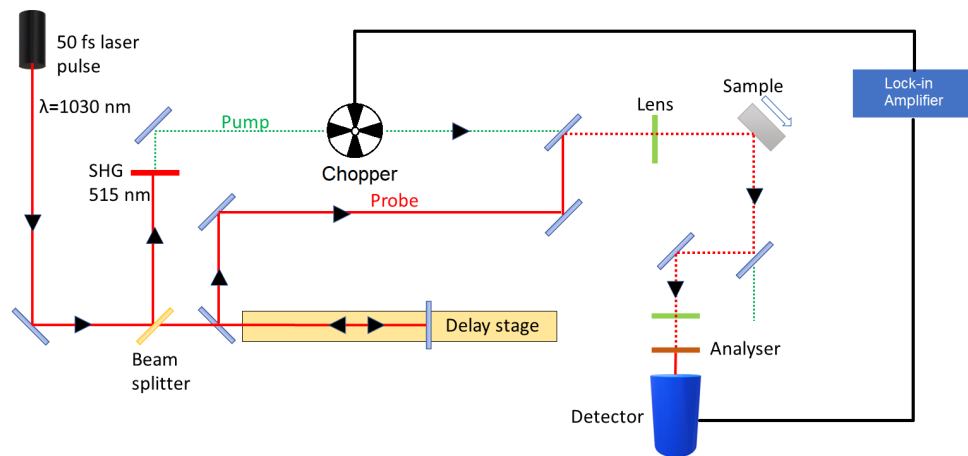 50 fs laser
pulse
λ=1030 nm
Pump
SHG
515 nm
Chopper
Probe
Lens
Sample
Lock-in
Amplifier
Beam
splitter
Delay stage
Analyser
Detector